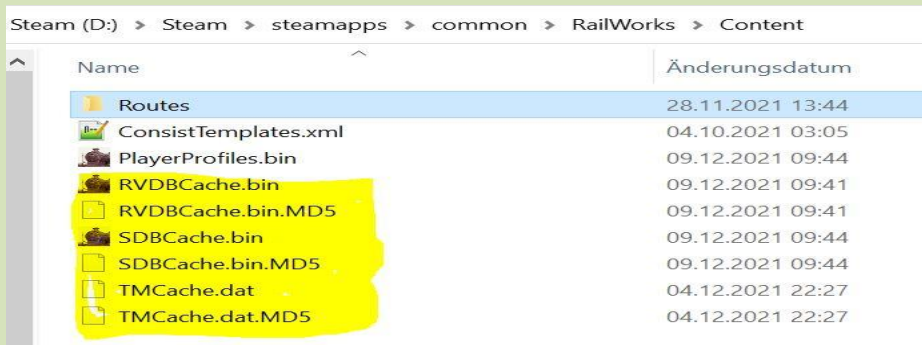 Steam (D:) > Steam > steamapps > common > RailWorks > Content
Name Änderungsdatum
Routes 28.11.2021 13:44
ConsistTemplates.xml 04.10.2021 03:05
PlayerProfiles.bin 09.12.2021 09:44
RVDBCache.bin 09.12.2021 09:41
RVDBCache.bin.MD5 09.12.2021 09:41
SDBCache.bin 09.12.2021 09:44
SDBCache.bin.MD5 09.12.2021 09:44
TMCache.dat 04.12.2021 22:27
TMCache.dat.MD5 04.12.2021 22:27